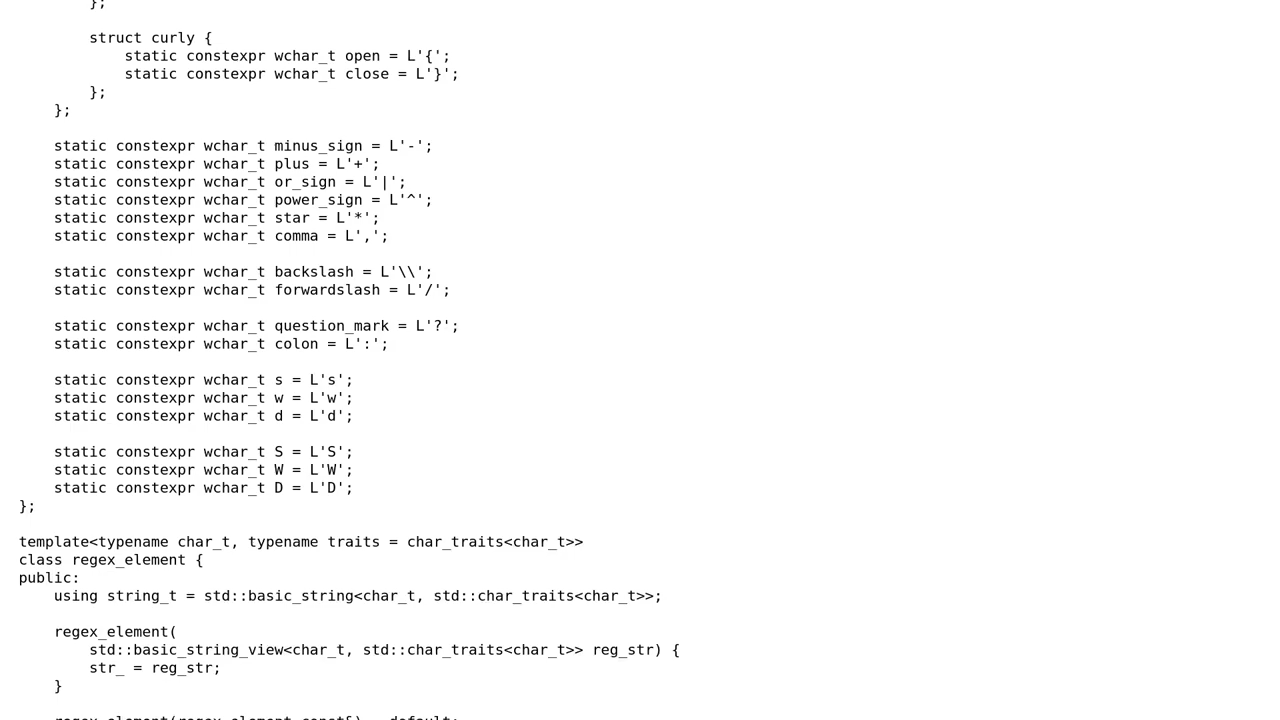 };

        struct curly {
            static constexpr wchar_t open = L'{';
            static constexpr wchar_t close = L'}';
        };
    };

    static constexpr wchar_t minus_sign = L'-';
    static constexpr wchar_t plus = L'+';
    static constexpr wchar_t or_sign = L'|';
    static constexpr wchar_t power_sign = L'^';
    static constexpr wchar_t star = L'*';
    static constexpr wchar_t comma = L',';

    static constexpr wchar_t backslash = L'\\';
    static constexpr wchar_t forwardslash = L'/';

    static constexpr wchar_t question_mark = L'?';
    static constexpr wchar_t colon = L':';

    static constexpr wchar_t s = L's';
    static constexpr wchar_t w = L'w';
    static constexpr wchar_t d = L'd';

    static constexpr wchar_t S = L'S';
    static constexpr wchar_t W = L'W';
    static constexpr wchar_t D = L'D';
};

template<typename char_t, typename traits = char_traits<char_t>>
class regex_element {
public:
    using string_t = std::basic_string<char_t, std::char_traits<char_t>>;

    regex_element(
        std::basic_string_view<char_t, std::char_traits<char_t>> reg_str) {
        str_ = reg_str;
    }

    regex_element(regex_element const&) = default;